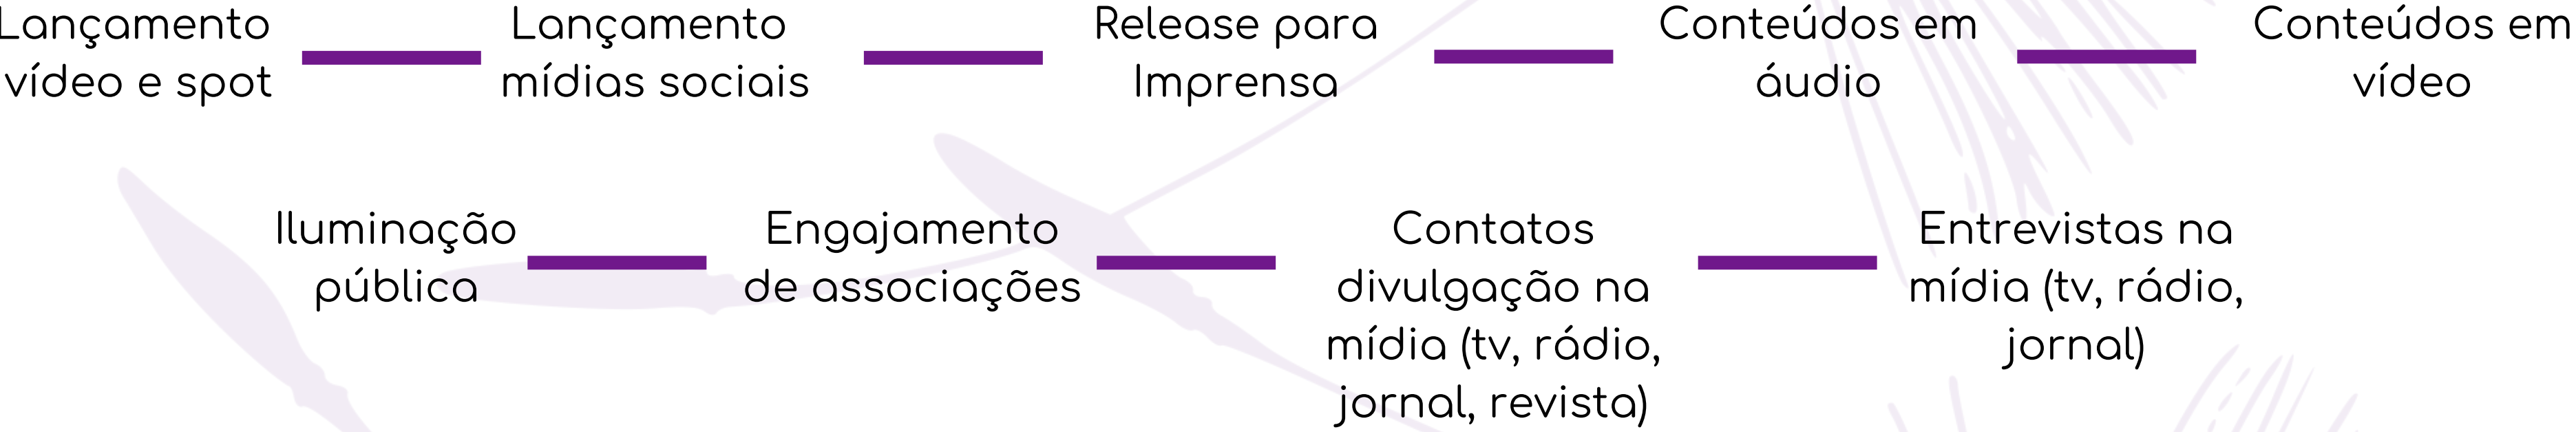 Lançamento
vídeo e spot
Lançamento
mídias sociais
Release para
Imprensa
Conteúdos em
áudio
Conteúdos em
vídeo
Iluminação
pública
Engajamento
de associações
Contatos
divulgação na
mídia (tv, rádio,
jornal, revista)
Entrevistas na
mídia (tv, rádio,
jornal)